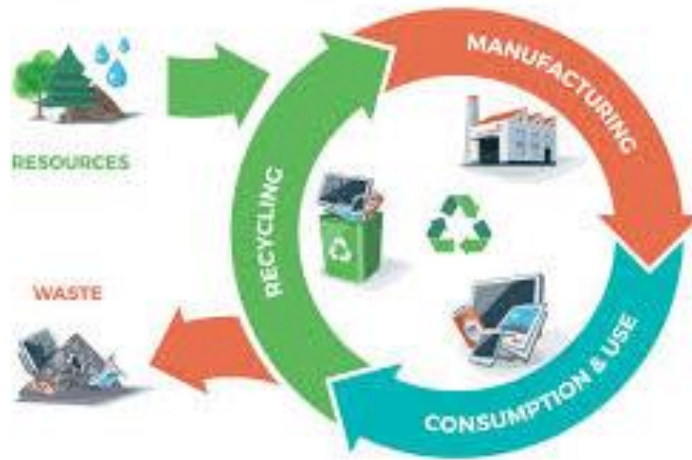 MANUFACTURING
RESOURCES
RECYCLING
WASTE
CONSUMPTION & USE